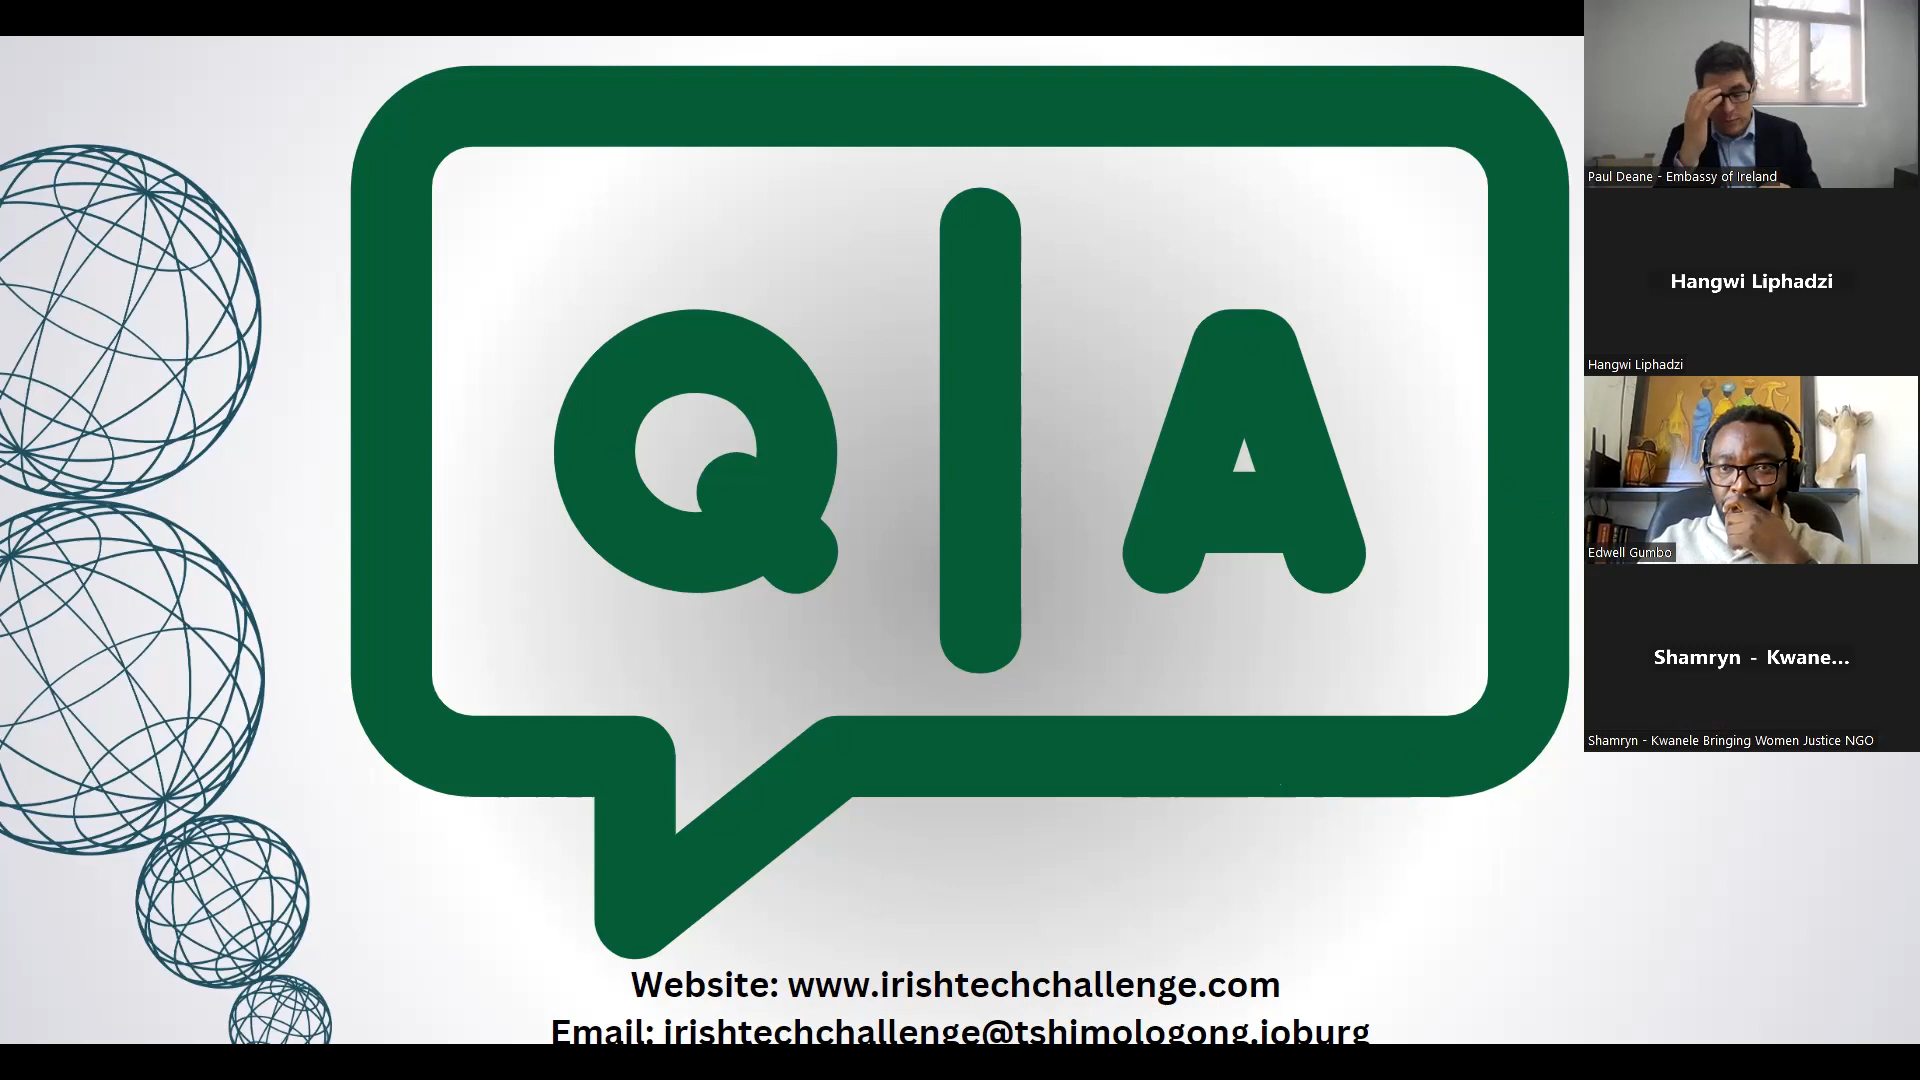 Q|A
Website: www.irishtechchallenge.com
Email: irishtechchallenge@tshimologong.joburg
Paul Deane - Embassy of Ireland
Hangwi Liphadzi
Hangwi Liphadzi
Edwell Gumbo
Shamryn - Kwane...
Shamryn - Kwanele Bringing Women Justice NGO